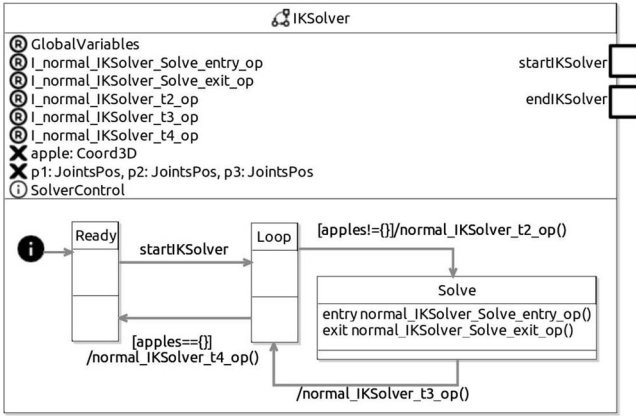 IKSolver
R GlobalVariables
R I_normal_IKSolver_Solve_entry_op
R I_normal_IKSolver_Solve_exit_op
R I_normal_IKSolver_t2_op
R I_normal_IKSolver_t3_op
R I_normal_IKSolver_t4_op
apple: Coord3D
p1: JointsPos, p2: JointsPos, p3: JointsPos
i SolverControl
startIKSolver
endIKSolver
i
Ready
startIKSolver
Loop
[apples!={}]/normal_IKSolver_t2_op()
Solve
entry normal_IKSolver_Solve_entry_op()
exit normal_IKSolver_Solve_exit_op()
[apples=={}]
/normal_IKSolver_t4_op()
/normal_IKSolver_t3_op()